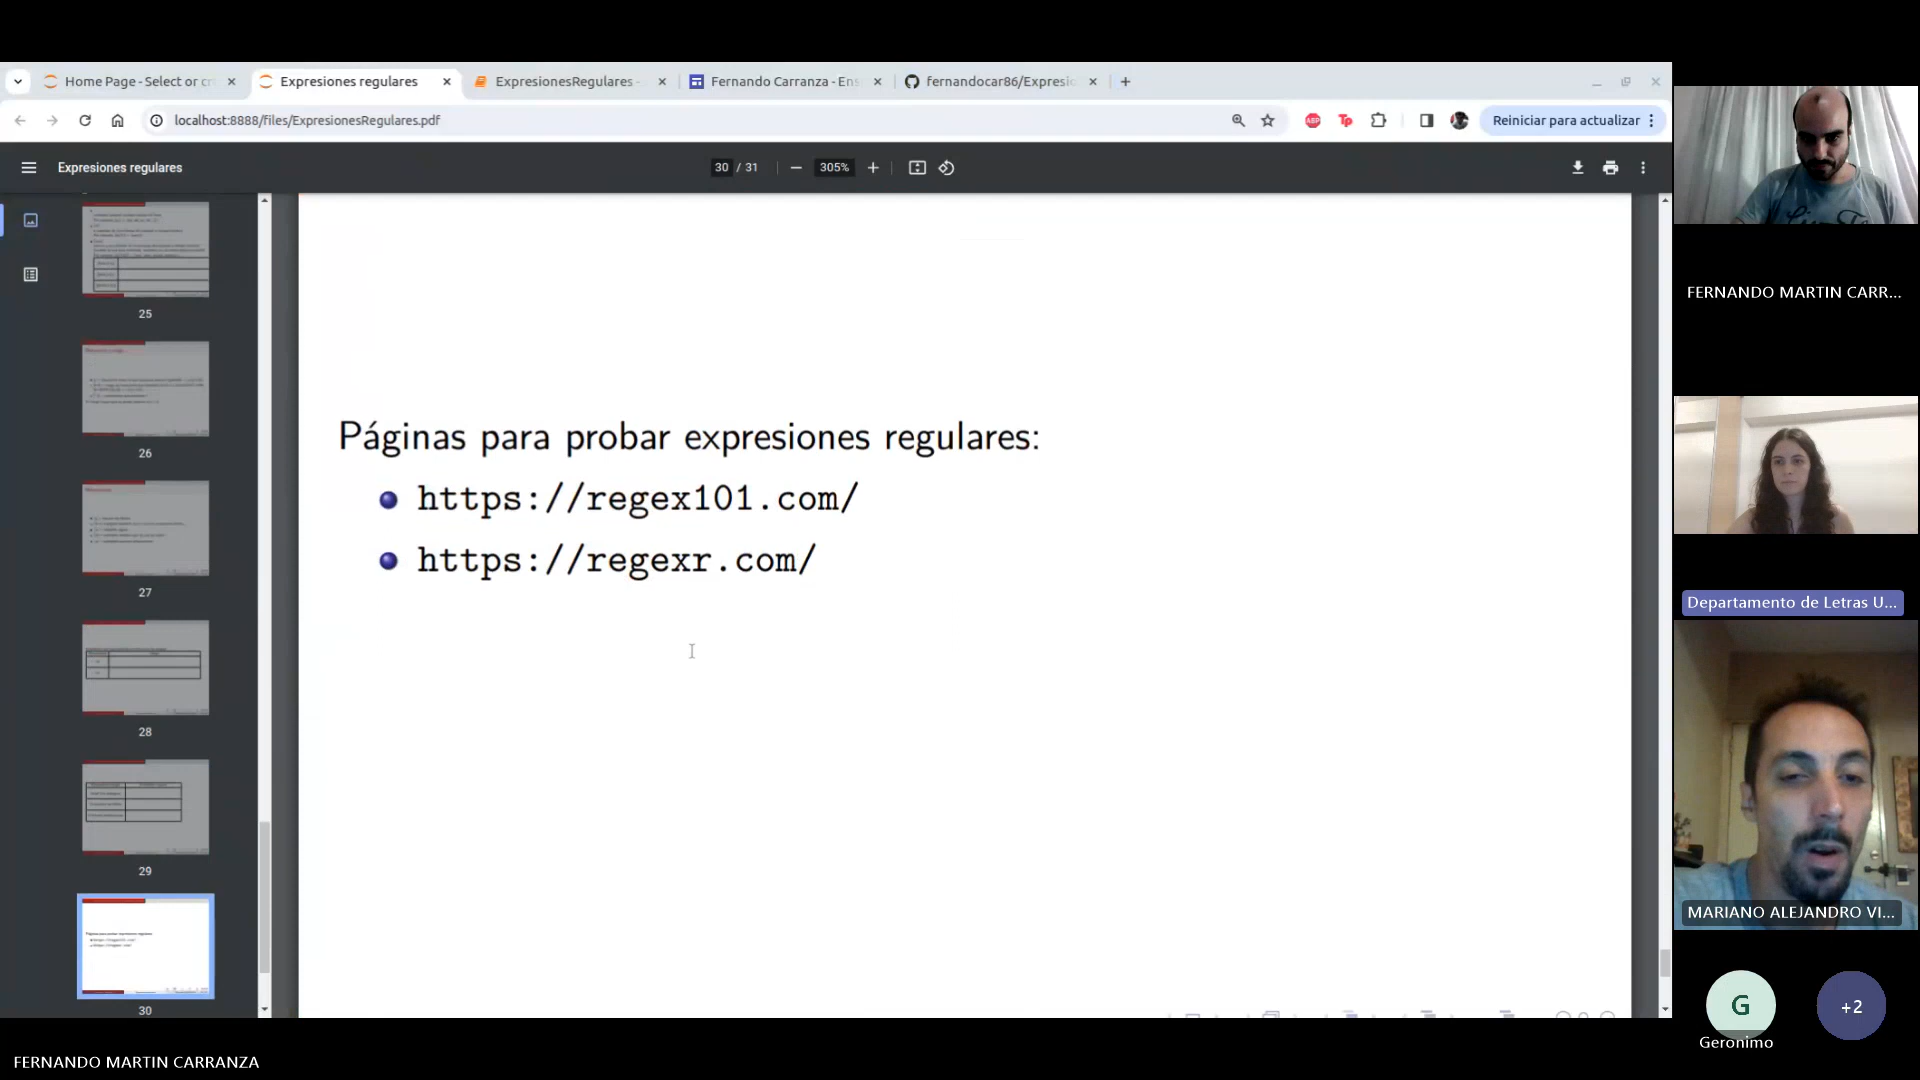 Home Page - Select or cr
Expresiones regulares
ExpresionesRegulares -
Fernando Carranza - Ens
fernandocar86/Expresio
localhost:8888/files/ExpresionesRegulares.pdf
ABP
Tp
Reiniciar para actualizar
Expresiones regulares
30 / 31
305%
25
26
27
28
29
30
Páginas para probar expresiones regulares:
https://regex101.com/
https://regexr.com/
FERNANDO MARTIN CARR...
Departamento de Letras U...
MARIANO ALEJANDRO VI...
G
+2
Geronimo
FERNANDO MARTIN CARRANZA